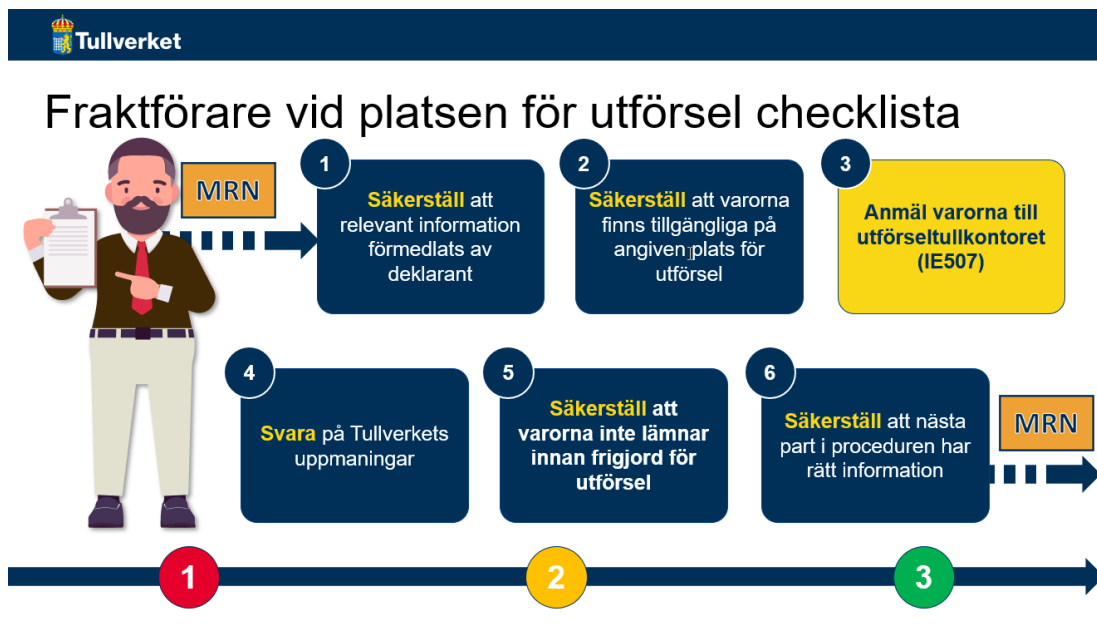 Tullverket
Fraktförare vid platsen för utförsel checklista
MRN
1
Säkerställ att
relevant information
förmedlats av
deklarant
2
Säkerställ att varorna
finns tillgängliga på
angiven plats för
utförsel
3
Anmäl varorna till
utförseltullkontoret
(IE507)
4
Svara på Tullverkets
uppmaningar
5
Säkerställ att
varorna inte lämnar
innan frigjord för
utförsel
6
Säkerställ att nästa
part i proceduren har
rätt information
MRN
1
2
3